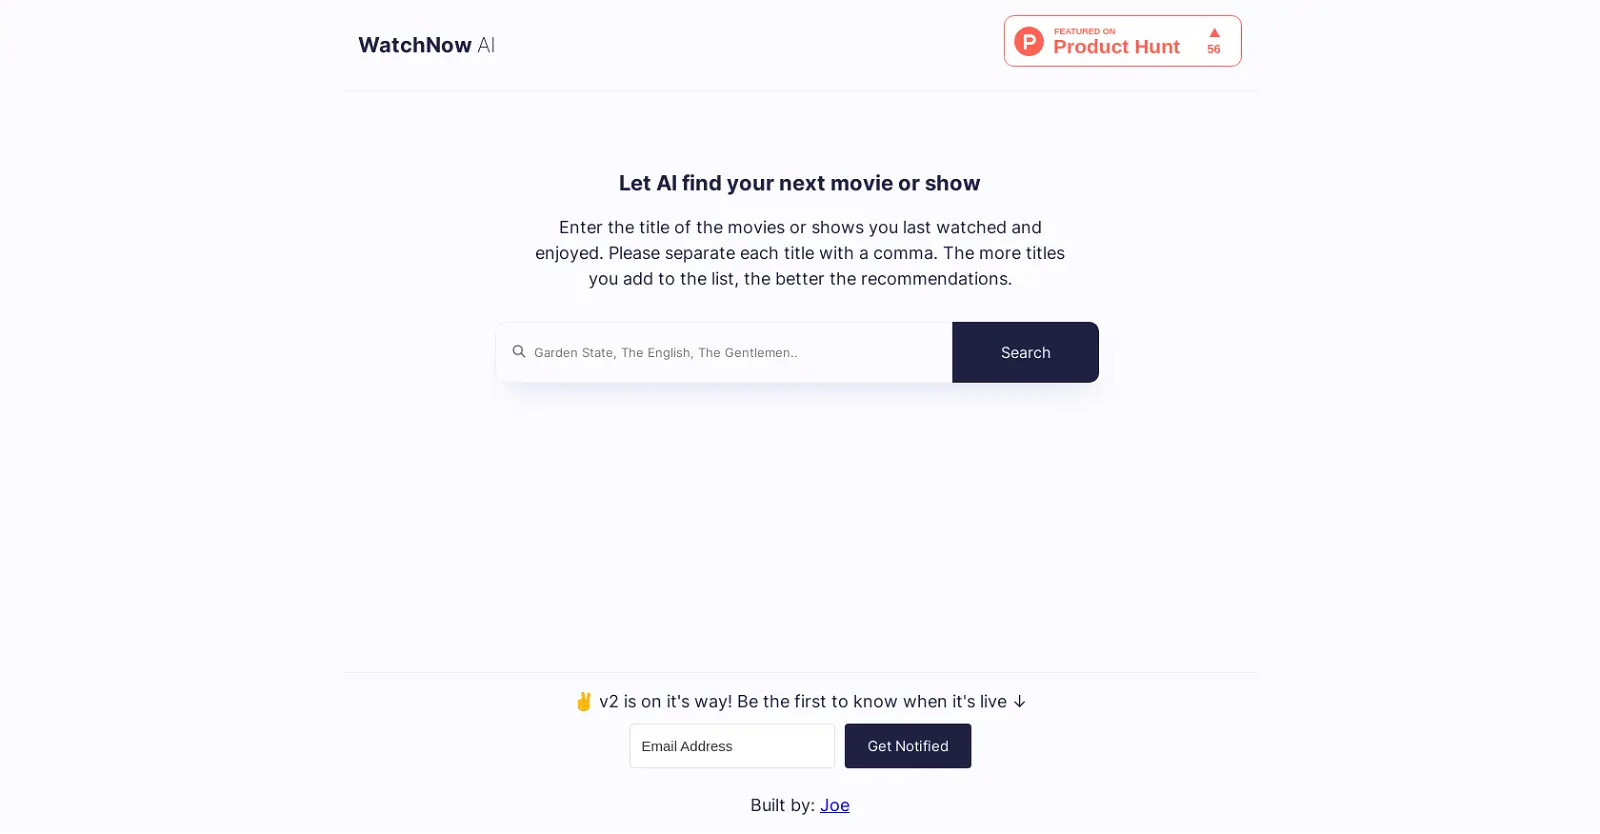 WatchNow AI
FEATURED ON
Product Hunt
56
Let AI find your next movie or show
Enter the title of the movies or shows you last watched and
enjoyed. Please separate each title with a comma. The more titles
you add to the list, the better the recommendations.
Garden State, The English, The Gentlemen..
Search
✌ v2 is on it's way! Be the first to know when it's live ↓
Email Address
Get Notified
Built by: Joe